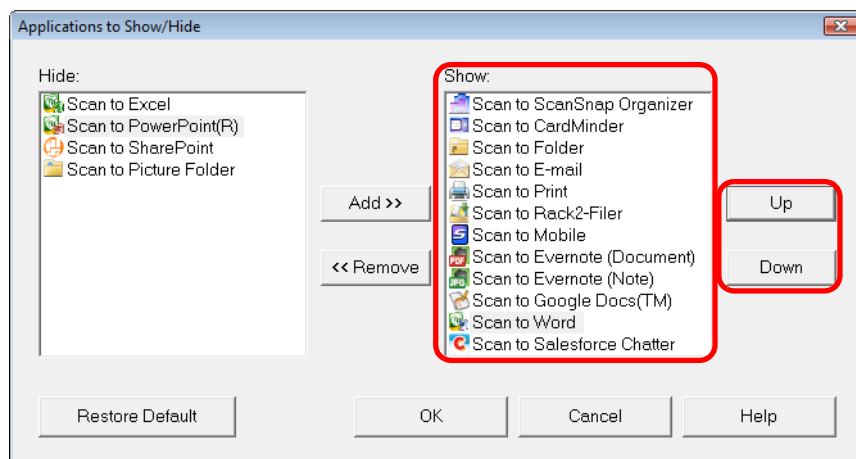 Applications to Show/Hide
Hide:
Scan to Excel
Scan to PowerPoint(R)
Scan to SharePoint
Scan to Picture Folder
Add >>
<< Remove
Show:
Scan to ScanSnap Organizer
Scan to CardMinder
Scan to Folder
Scan to E-mail
Scan to Print
Scan to Rack2-Filer
Scan to Mobile
Scan to Evernote (Document)
Scan to Evernote (Note)
Scan to Google Docs(TM)
Scan to Word
Scan to Salesforce Chatter
Up
Down
Restore Default
OK
Cancel
Help